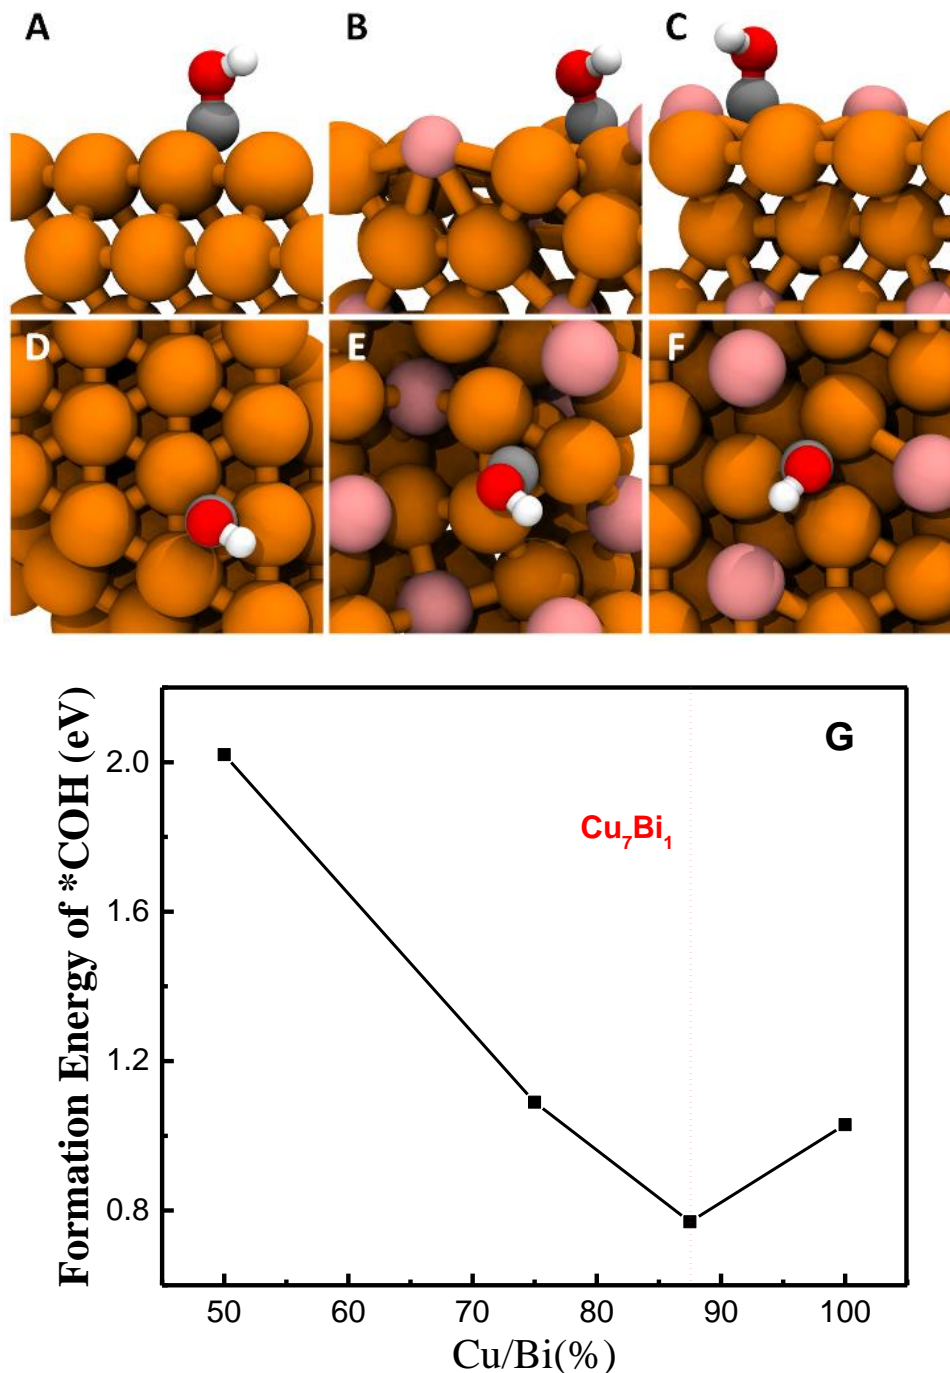 A B C
D E F
G
Cu7Bi1
Formation Energy of *COH (eV)
2.0
1.6
1.2
0.8
50 60 70 80 90 100
Cu/Bi(%)